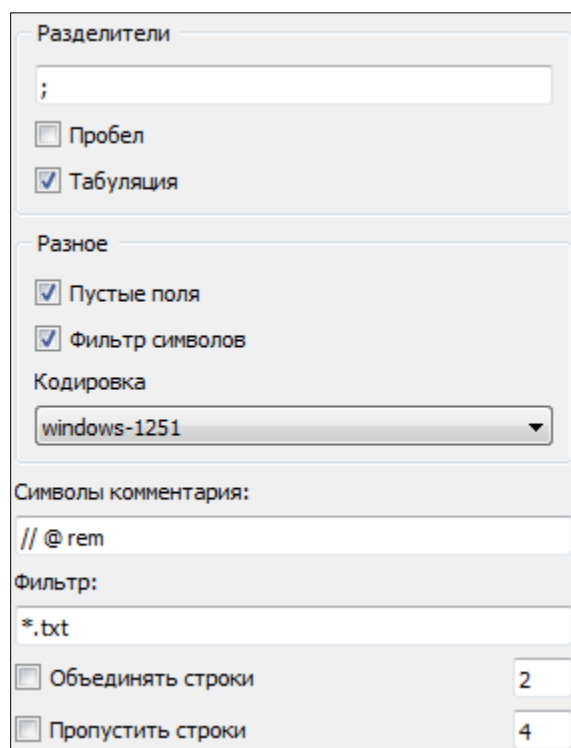 Разделители
;
Пробел
Табуляция
Разное
Пустые поля
Фильтр символов
Кодировка
windows-1251
Символы комментария:
// @ rem
Фильтр:
*.txt
Объединять строки 2
Пропустить строки 4